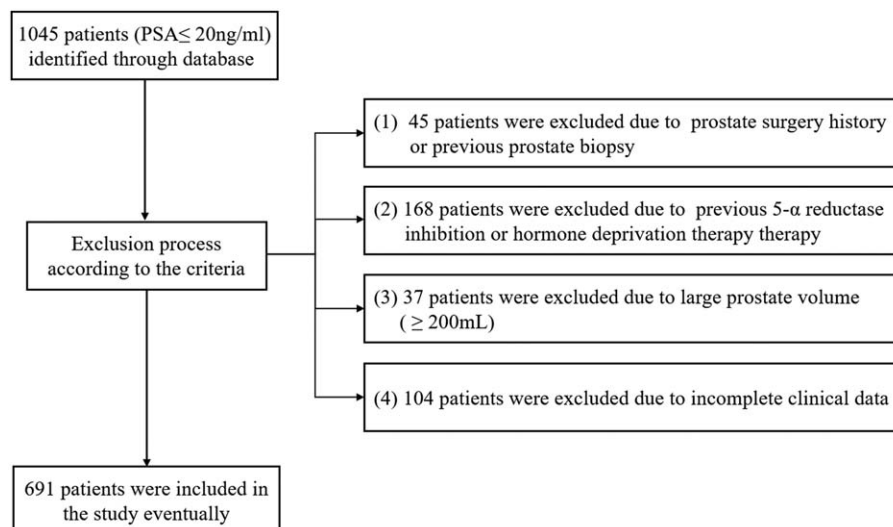 1045 patients (PSA≤ 20ng/ml)
identified through database
(1) 45 patients were excluded due to prostate surgery history
or previous prostate biopsy
(2) 168 patients were excluded due to previous 5-α reductase
inhibition or hormone deprivation therapy therapy
Exclusion process
according to the criteria
(3) 37 patients were excluded due to large prostate volume
( ≥ 200mL)
(4) 104 patients were excluded due to incomplete clinical data
691 patients were included in
the study eventually